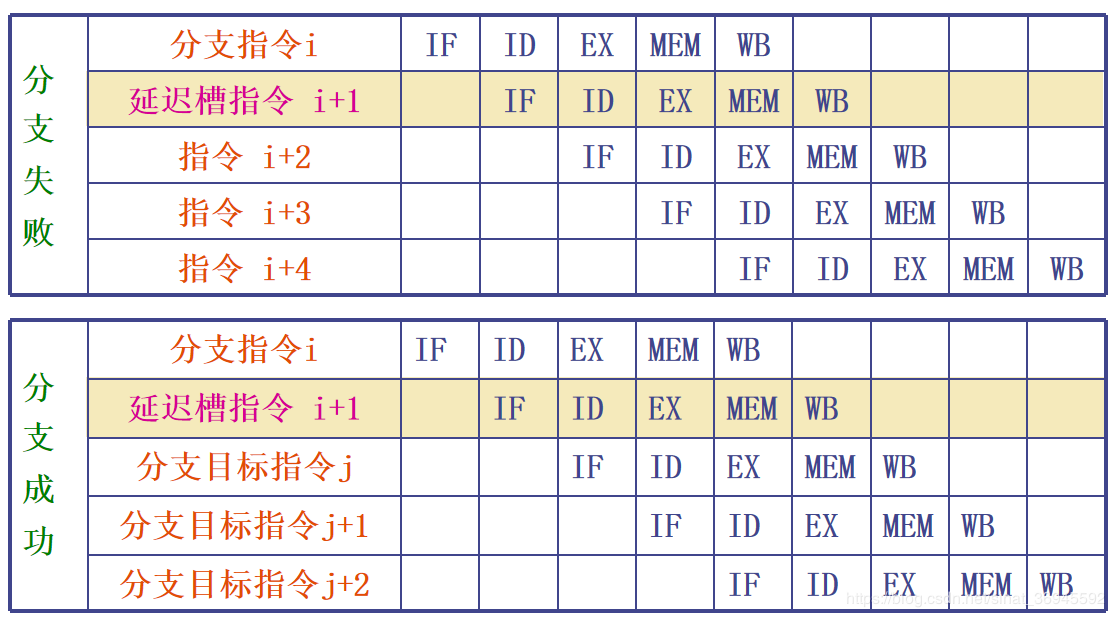 分支失败
分支指令i IF ID EX MEM WB
延迟槽指令 i+1 IF ID EX MEM WB
指令 i+2 IF ID EX MEM WB
指令 i+3 IF ID EX MEM WB
指令 i+4 IF ID EX MEM WB
分支成功
分支指令i IF ID EX MEM WB
延迟槽指令 i+1 IF ID EX MEM WB
分支目标指令j IF ID EX MEM WB
分支目标指令j+1 IF ID EX MEM WB
分支目标指令j+2 IF ID EX MEM WB